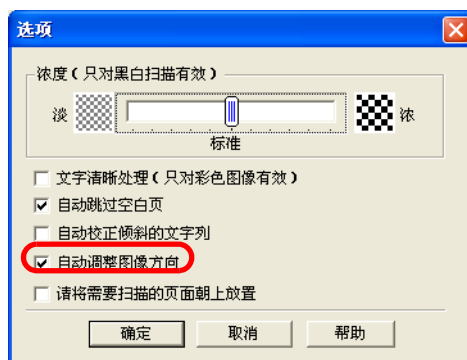 选项
浓度(只对黑白扫描有效)
淡 浓
标准
文字清晰处理(只对彩色图像有效)
自动跳过空白页
自动校正倾斜的文字列
自动调整图像方向
请将需要扫描的页面朝上放置
确定 取消 帮助